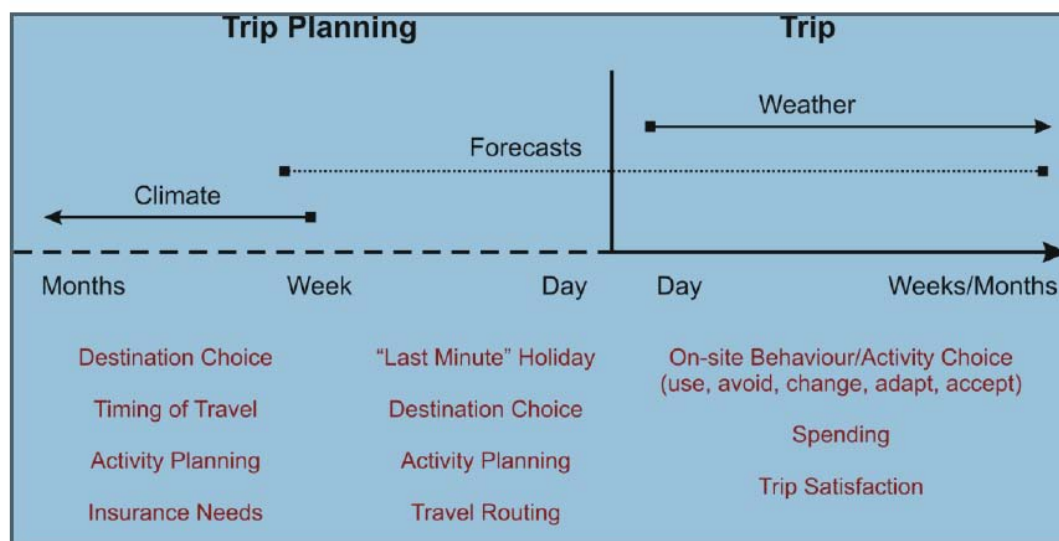 Trip Planning
Trip
Weather
Forecasts
Climate
Months
Week
Day
Day
Weeks/Months
Destination Choice
Timing of Travel
Activity Planning
Insurance Needs
“Last Minute” Holiday
Destination Choice
Activity Planning
Travel Routing
On-site Behaviour/Activity Choice
(use, avoid, change, adapt, accept)
Spending
Trip Satisfaction